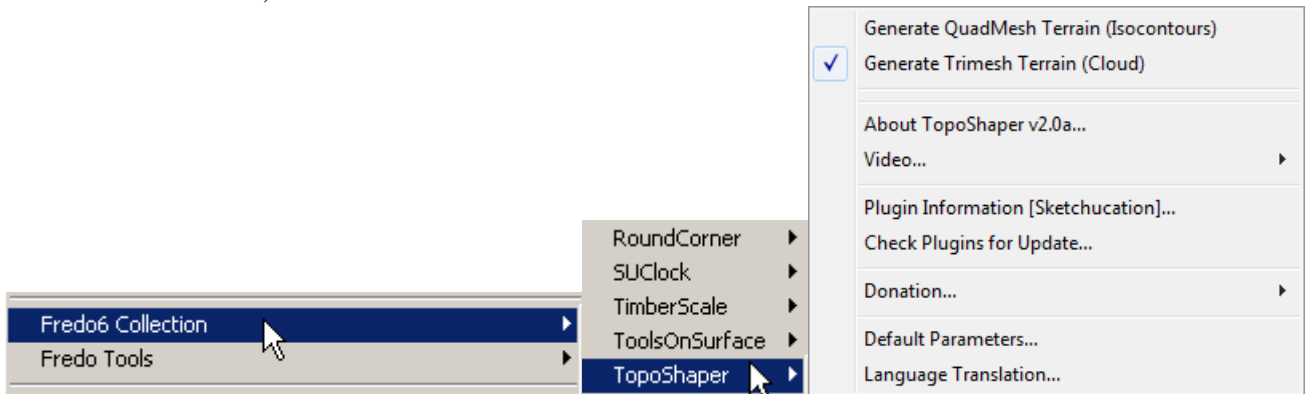 Fredo6 Collection
Fredo Tools
RoundCorner
SUClock
TimberScale
ToolsOnSurface
TopoShaper
Generate QuadMesh Terrain (Isocontours)
Generate Trimesh Terrain (Cloud)
About TopoShaper v2.0a...
Video...
Plugin Information [Sketchucation]...
Check Plugins for Update...
Donation...
Default Parameters...
Language Translation...